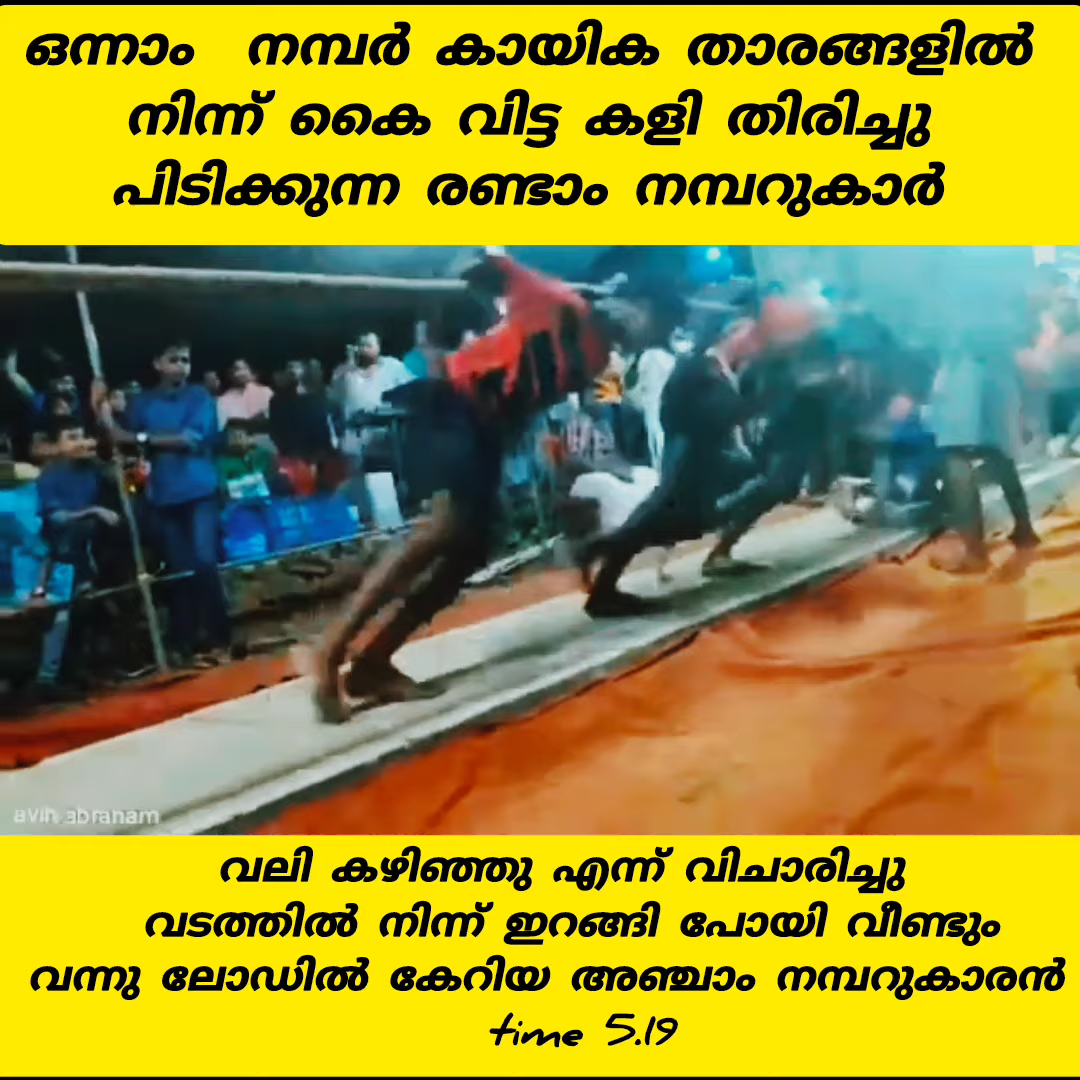 ഒന്നാം നമ്പർ കായിക താരങ്ങളിൽ
നിന്ന് കൈ വിട്ട കളി തിരിച്ചു
പിടിക്കുന്ന രണ്ടാം നമ്പറുകാർ
avin abranam
വലി കഴിഞ്ഞു എന്ന് വിചാരിച്ചു
വടത്തിൽ നിന്ന് ഇറങ്ങി പോയി വീണ്ടും
വന്നു ലോഡിൽ കേറിയ അഞ്ചാം നമ്പറുകാരൻ
time 5.19